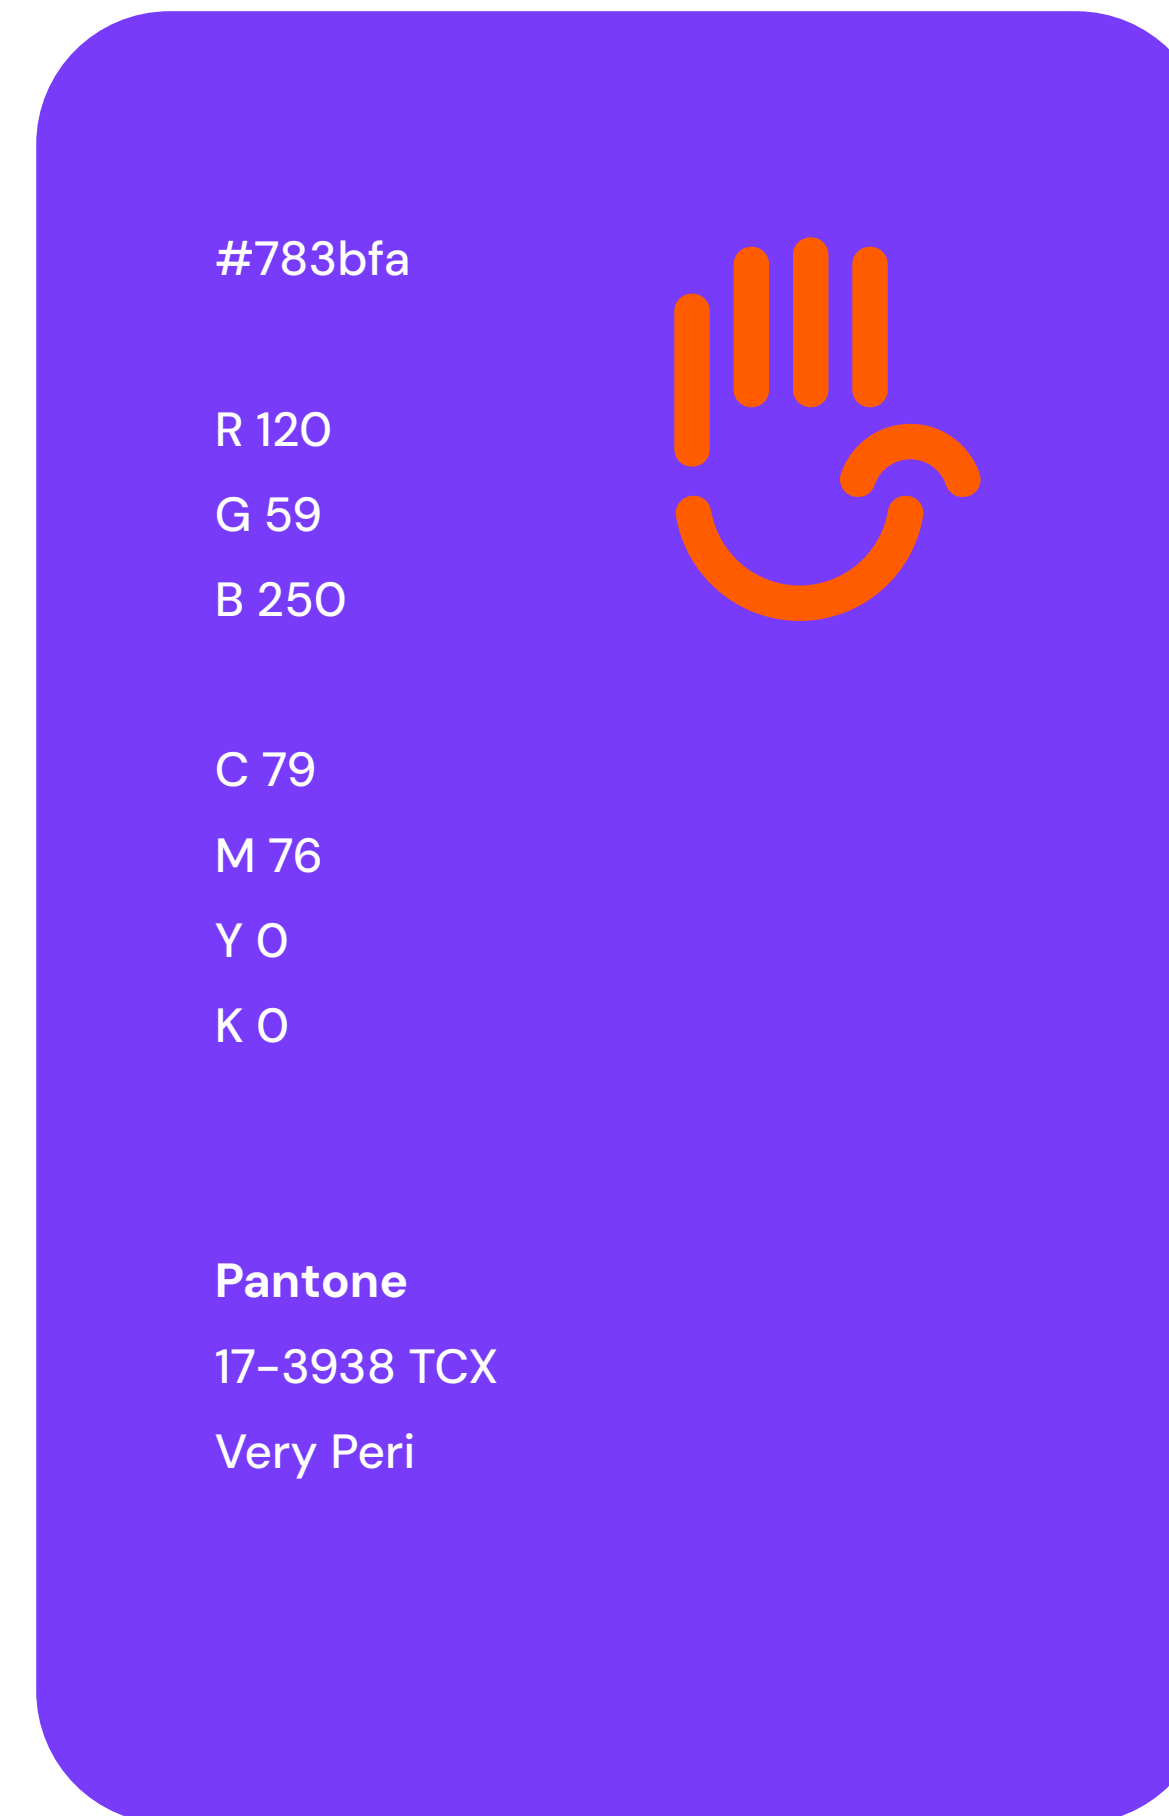 #783bfa
R 120
G 59
B 250
C 79
M 76
Y 0
K 0
Pantone
17-3938 TCX
Very Peri